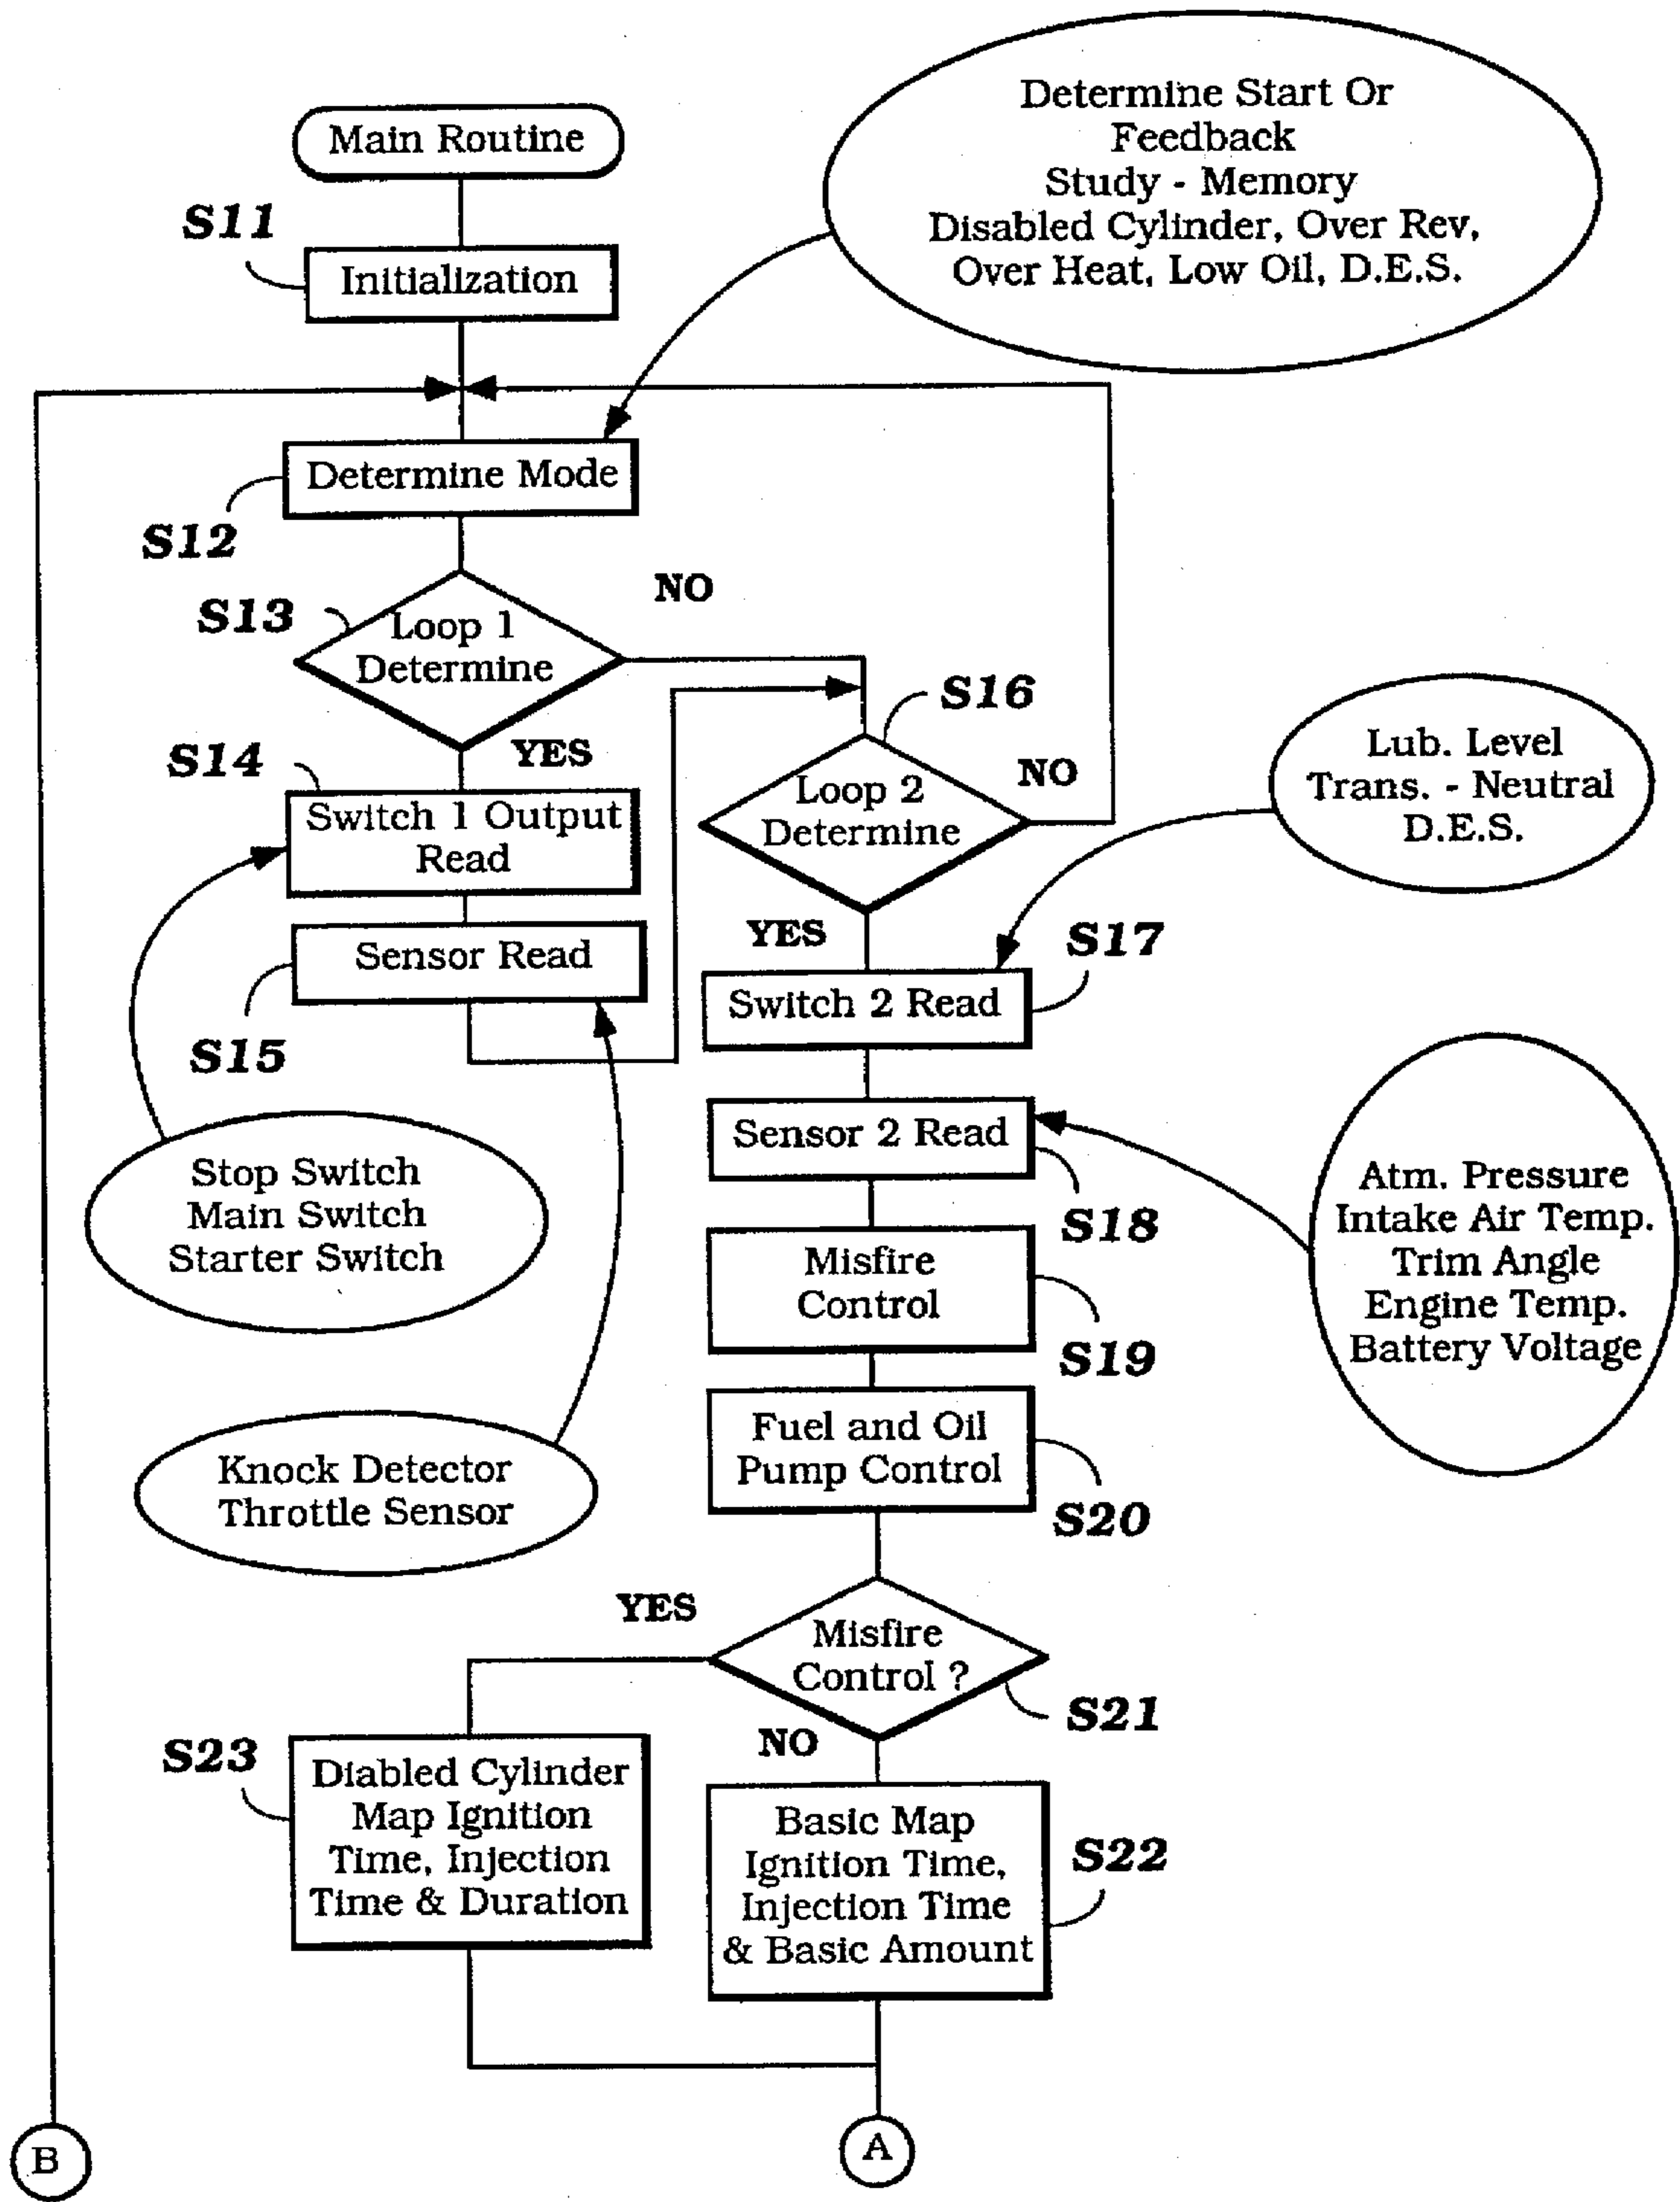 Main Routine
S11
Initialization
Determine Start Or
Feedback
Study - Memory
Disabled Cylinder, Over Rev,
Over Heat, Low Oil, D.E.S.
Determine Mode
S12
S13
Loop 1
Determine
NO
YES
S14
Switch 1 Output
Read
Sensor Read
S15
Stop Switch
Main Switch
Starter Switch
Knock Detector
Throttle Sensor
S16
Loop 2
Determine
NO
YES
Lub. Level
Trans. - Neutral
D.E.S.
S17
Switch 2 Read
Sensor 2 Read
S18
Atm. Pressure
Intake Air Temp.
Trim Angle
Engine Temp.
Battery Voltage
Misfire
Control
S19
Fuel and Oil
Pump Control
S20
YES
Misfire
Control ?
S21
NO
S23
Diabled Cylinder
Map Ignition
Time, Injection
Time & Duration
Basic Map
Ignition Time,
Injection Time
& Basic Amount
S22
B
A